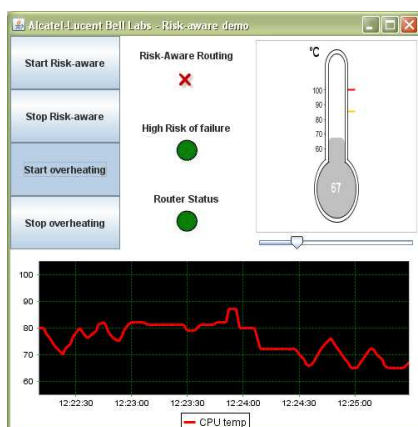 Alcatel-Lucent Bell Labs - Risk-aware demo
Start Risk-aware
Stop Risk-aware
Start overheating
Stop overheating
Risk-Aware Routing
High Risk of failure
Router Status
°C
100
90
80
70
60
67
100
90
80
70
60
12:22:30
12:23:00
12:23:30
12:24:00
12:24:30
12:25:00
CPU temp